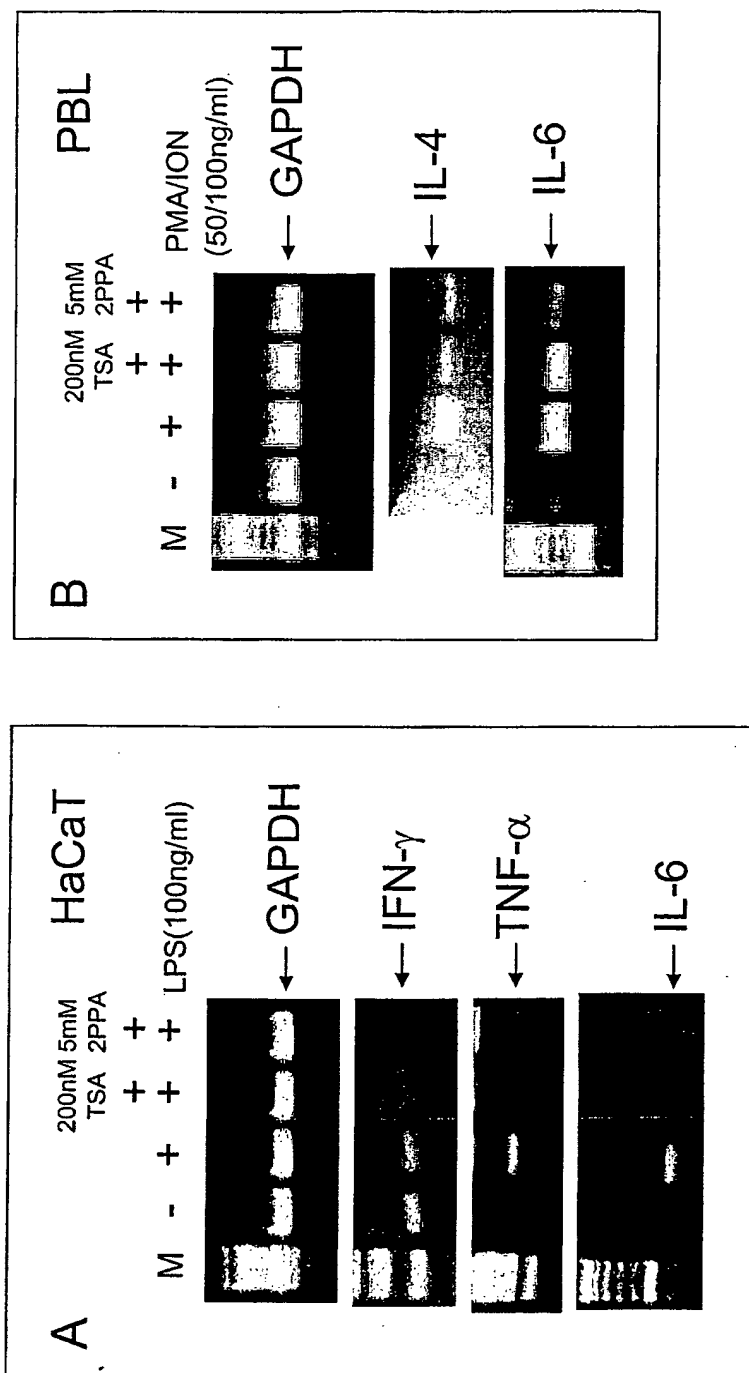 A
HaCaT
200nM 5mM
TSA 2PPA
+ +
M - + + + LPS(100ng/ml)
← GAPDH
← IFN-γ
← TNF-α
← IL-6
B
PBL
200nM 5mM
TSA 2PPA
+ +
M - + + + PMA/ION
(50/100ng/ml)
← GAPDH
← IL-4
← IL-6